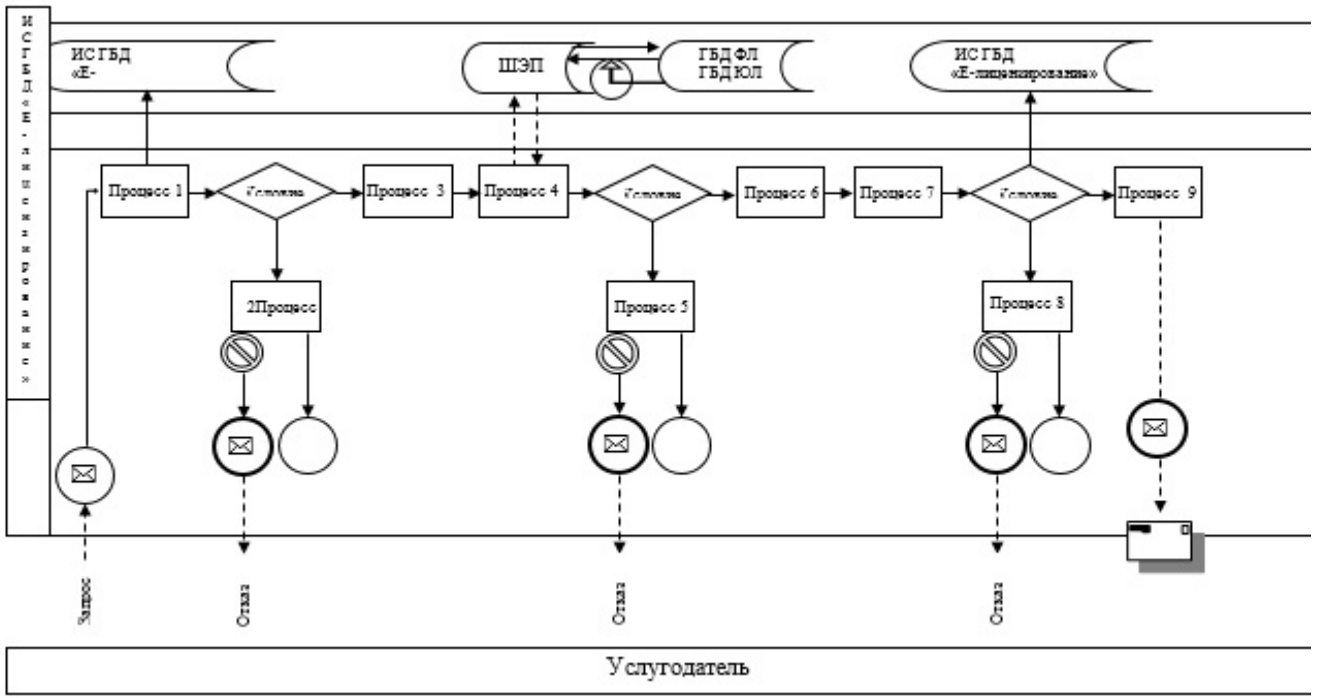 ИС ГБД «Е-лицензирование»
ИС ГБД
«Е-
ШЭП
ГБД ФЛ
ГБД ЮЛ
ИС ГБД
«Е-лицензирование»
Процесс 1
Условие
Процесс 3
Процесс 4
Условие
Процесс 6
Процесс 7
Условие
Процесс 9
2Процесс
Процесс 5
Процесс 8
Запрос
Отказ
Отказ
Отказ
Услугодатель